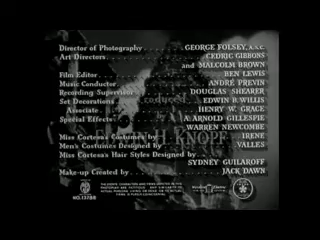 Director of Photography . . . . . . GEORGE FOLSEY, A.S.C.
Art Directors . . . . . . CEDRIC GIBBONS
and MALCOLM BROWN
Film Editor . . . . . . BEN LEWIS
Music Conductor . . . . . . ANDRÉ PREVIN
Recording Supervisor . . . . . . DOUGLAS SHEARER
Set Decorations . . . . . . EDWIN B. WILLIS
Associate . . . . . . HENRY W. GRACE
Special Effects . . . . . . A. ARNOLD GILLESPIE
WARREN NEWCOMBE
Miss Cortesa's Costumes by . . . . . . IRENE
Men's Costumes Designed by . . . . . . VALLES
Miss Cortesa's Hair Styles Designed by . . . . . .
SYDNEY GUILAROFF
Make-up Created by . . . . . . JACK DAWN
Produced
H. KNOPF